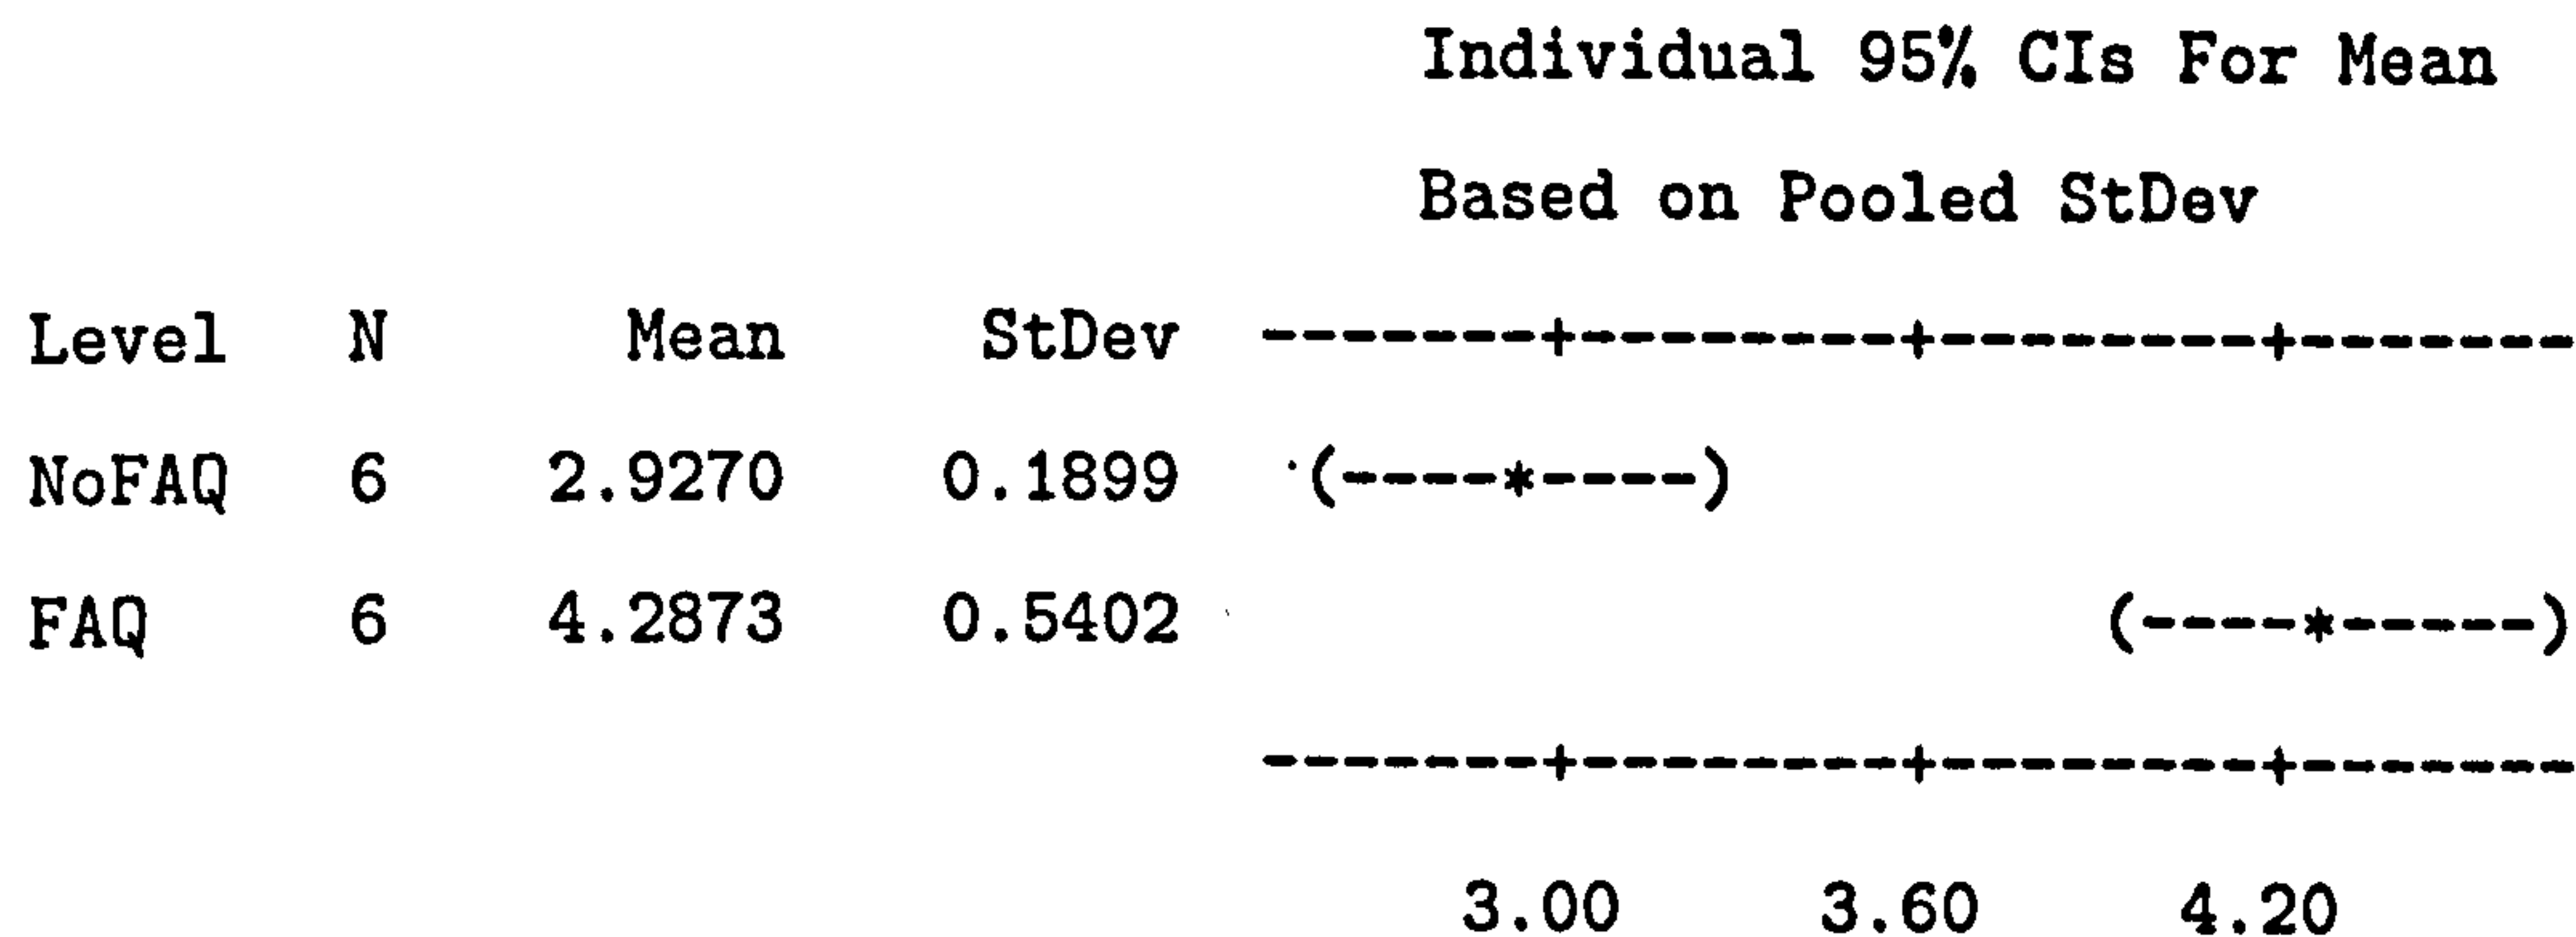 Individual 95% CIs For Mean
Based on Pooled StDev
Level N Mean StDev -------+--------+--------+-------
NoFAQ 6 2.9270 0.1899 (----*----)
FAQ 6 4.2873 0.5402 (----*-----)
-------+--------+--------+-------
3.00 3.60 4.20